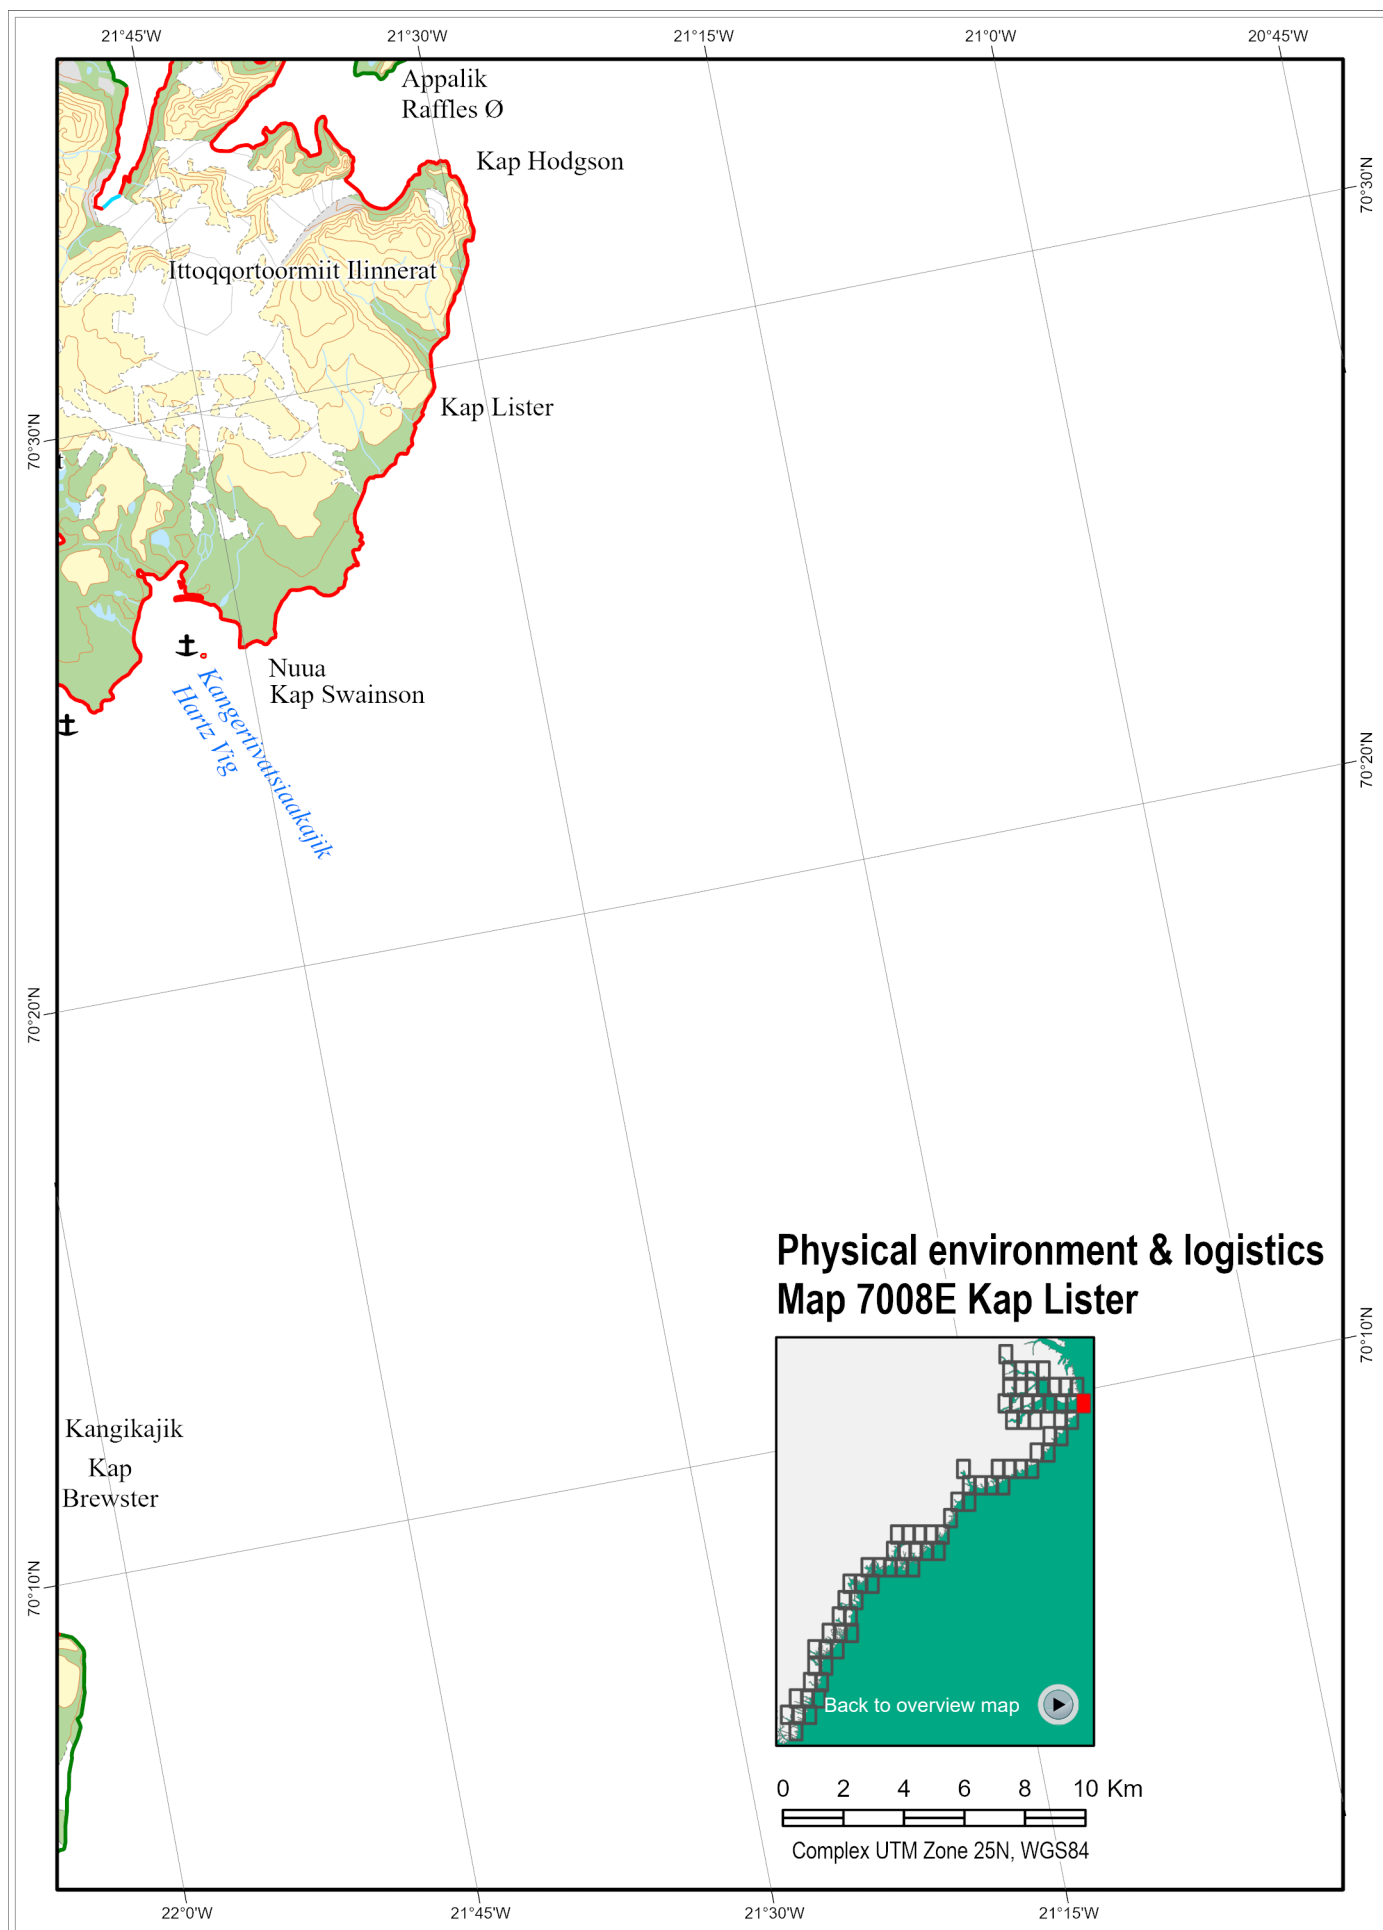 21°45'W
21°30'W
21°15'W
21°0'W
20°45'W
Appalik
Raffles Ø
Kap Hodgson
70°30'N
Ittoqqortoormiit Ilinnerat
Kap Lister
70°30'N
t
Nuua
Kap Swainson
Kangertivatsiaakajik
Hartz Vig
70°20'N
70°20'N
Physical environment & logistics
Map 7008E Kap Lister
70°10'N
Kangikajik
Kap
Brewster
70°10'N
Back to overview map
0 2 4 6 8 10 Km
Complex UTM Zone 25N, WGS84
22°0'W
21°45'W
21°30'W
21°15'W